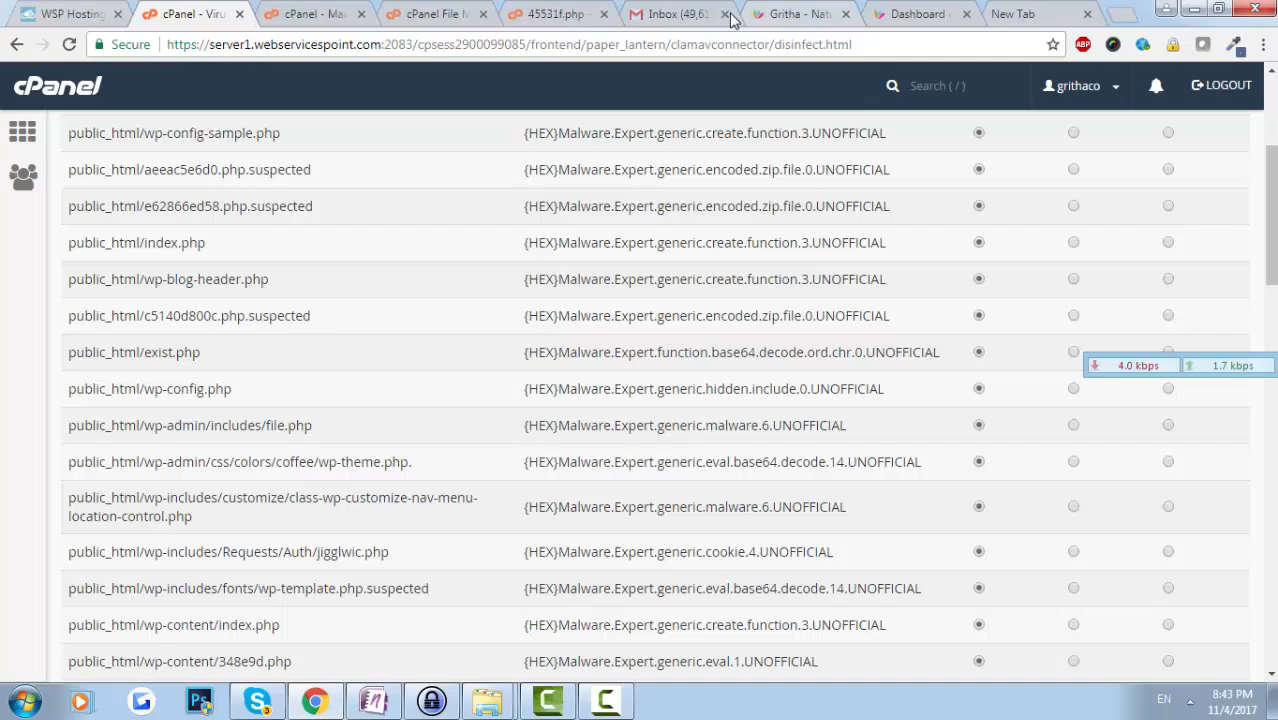 WSP Hosting
cPanel - Viru
cPanel - Ma
cPanel File M
45531f.php -
Inbox (49,61
Gritha - Nat
Dashboard
New Tab
Secure
https://server1.webservicespoint.com:2083/cpsess2900099085/frontend/paper_lantern/clamavconnector/disinfect.html
ABP
cPanel
Search ( / )
grithaco
LOGOUT
public_html/wp-config-sample.php {HEX}Malware.Expert.generic.create.function.3.UNOFFICIAL
public_html/aeeac5e6d0.php.suspected {HEX}Malware.Expert.generic.encoded.zip.file.0.UNOFFICIAL
public_html/e62866ed58.php.suspected {HEX}Malware.Expert.generic.encoded.zip.file.0.UNOFFICIAL
public_html/index.php {HEX}Malware.Expert.generic.create.function.3.UNOFFICIAL
public_html/wp-blog-header.php {HEX}Malware.Expert.generic.create.function.3.UNOFFICIAL
public_html/c5140d800c.php.suspected {HEX}Malware.Expert.generic.encoded.zip.file.0.UNOFFICIAL
public_html/exist.php {HEX}Malware.Expert.function.base64.decode.ord.chr.0.UNOFFICIAL
4.0 kbps 1.7 kbps
public_html/wp-config.php {HEX}Malware.Expert.generic.hidden.include.0.UNOFFICIAL
public_html/wp-admin/includes/file.php {HEX}Malware.Expert.generic.malware.6.UNOFFICIAL
public_html/wp-admin/css/colors/coffee/wp-theme.php. {HEX}Malware.Expert.generic.eval.base64.decode.14.UNOFFICIAL
public_html/wp-includes/customize/class-wp-customize-nav-menu-
location-control.php {HEX}Malware.Expert.generic.malware.6.UNOFFICIAL
public_html/wp-includes/Requests/Auth/jigglwic.php {HEX}Malware.Expert.generic.cookie.4.UNOFFICIAL
public_html/wp-includes/fonts/wp-template.php.suspected {HEX}Malware.Expert.generic.eval.base64.decode.14.UNOFFICIAL
public_html/wp-content/index.php {HEX}Malware.Expert.generic.create.function.3.UNOFFICIAL
public_html/wp-content/348e9d.php {HEX}Malware.Expert.generic.eval.1.UNOFFICIAL
EN
8:43 PM
11/4/2017